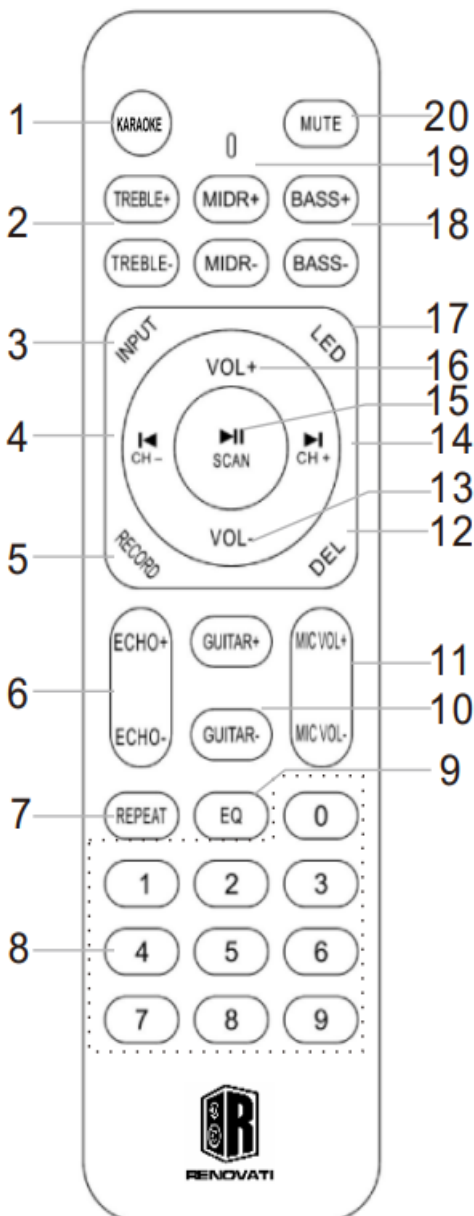 1 KARAOKE MUTE 20
19
2 TREBLE+ MIDR+ BASS+ 18
TREBLE- MIDR- BASS-
3 INPUT LED 17
VOL+ 16
15
4 CH - SCAN CH + 14
13
VOL-
5 RECORD DEL 12
ECHO+ GUITAR+ MIC VOL+ 11
6
10
ECHO- GUITAR- MIC VOL-
9
7 REPEAT EQ 0
1 2 3
8 4 5 6
7 8 9
R
RENOVATI